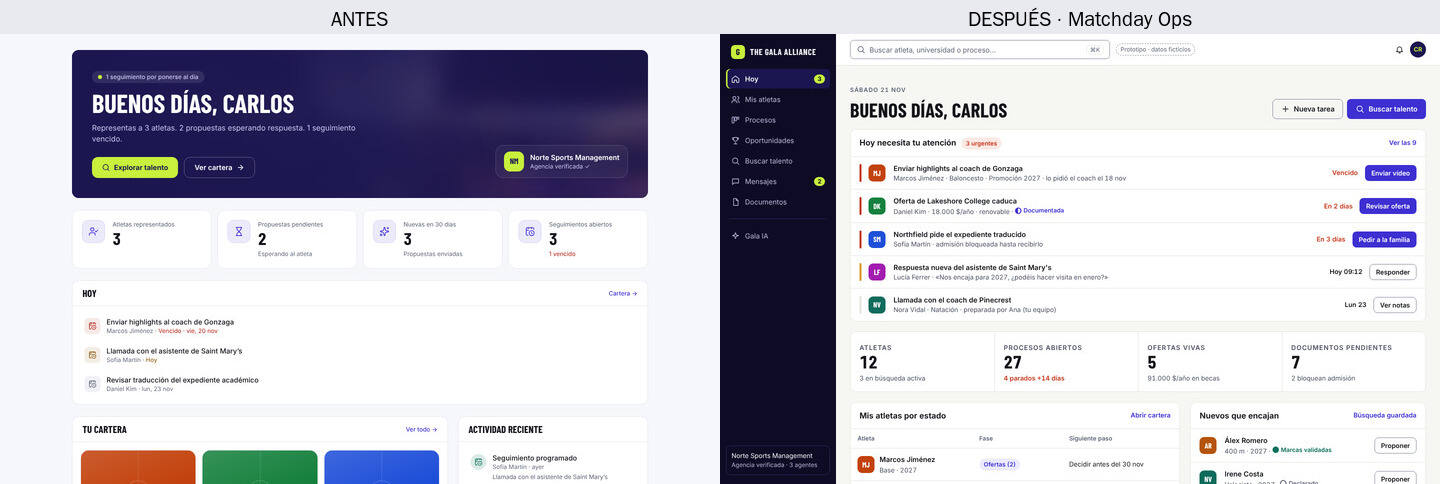 ANTES
1 seguimiento por ponerse al día
BUENOS DÍAS, CARLOS
Representas a 3 atletas. 2 propuestas esperando respuesta. 1 seguimiento
vencido.
Explorar talento
Ver cartera →
NM
Norte Sports Management
Agencia verificada ✓
Atletas representados
3
Propuestas pendientes
2
Esperando al atleta
Nuevas en 30 días
3
Propuestas enviadas
Seguimientos abiertos
3
1 vencido
HOY
Cartera →
Enviar highlights al coach de Gonzaga
Marcos Jiménez · Vencido · vie, 20 nov
Llamada con el asistente de Saint Mary's
Sofía Martín · Hoy
Revisar traducción del expediente académico
Daniel Kim · lun, 23 nov
TU CARTERA
Ver todo →
ACTIVIDAD RECIENTE
Seguimiento programado
Sofía Martín · ayer
Llamada con el asistente de Saint Mary's
DESPUÉS · Matchday Ops
G
THE GALA ALLIANCE
Hoy
3
Mis atletas
Procesos
Oportunidades
Buscar talento
Mensajes
2
Documentos
Gala IA
Norte Sports Management
Agencia verificada · 3 agentes
Buscar atleta, universidad o proceso...
⌘K
Prototipo · datos ficticios
CR
SÁBADO 21 NOV
BUENOS DÍAS, CARLOS
+ Nueva tarea
Buscar talento
Hoy necesita tu atención
3 urgentes
Ver las 9
MJ
Enviar highlights al coach de Gonzaga
Marcos Jiménez · Baloncesto · Promoción 2027 · lo pidió el coach el 18 nov
Vencido
Enviar vídeo
DK
Oferta de Lakeshore College caduca
Daniel Kim · 18.000 $/año · renovable · Documentada
En 2 días
Revisar oferta
SM
Northfield pide el expediente traducido
Sofía Martín · admisión bloqueada hasta recibirlo
En 3 días
Pedir a la familia
LF
Respuesta nueva del asistente de Saint Mary's
Lucía Ferrer · «Nos encaja para 2027, ¿podéis hacer visita en enero?»
Hoy 09:12
Responder
NV
Llamada con el coach de Pinecrest
Nora Vidal · Natación · preparada por Ana (tu equipo)
Lun 23
Ver notas
ATLETAS
12
3 en búsqueda activa
PROCESOS ABIERTOS
27
4 parados +14 días
OFERTAS VIVAS
5
91.000 $/año en becas
DOCUMENTOS PENDIENTES
7
2 bloquean admisión
Mis atletas por estado
Abrir cartera
Atleta
Fase
Siguiente paso
MJ
Marcos Jiménez
Base · 2027
Ofertas (2)
Decidir antes del 30 nov
Nuevos que encajan
Búsqueda guardada
AR
Álex Romero
400 m · 2027 · Marcas validadas
Proponer
NV
Irene Costa
Proponer